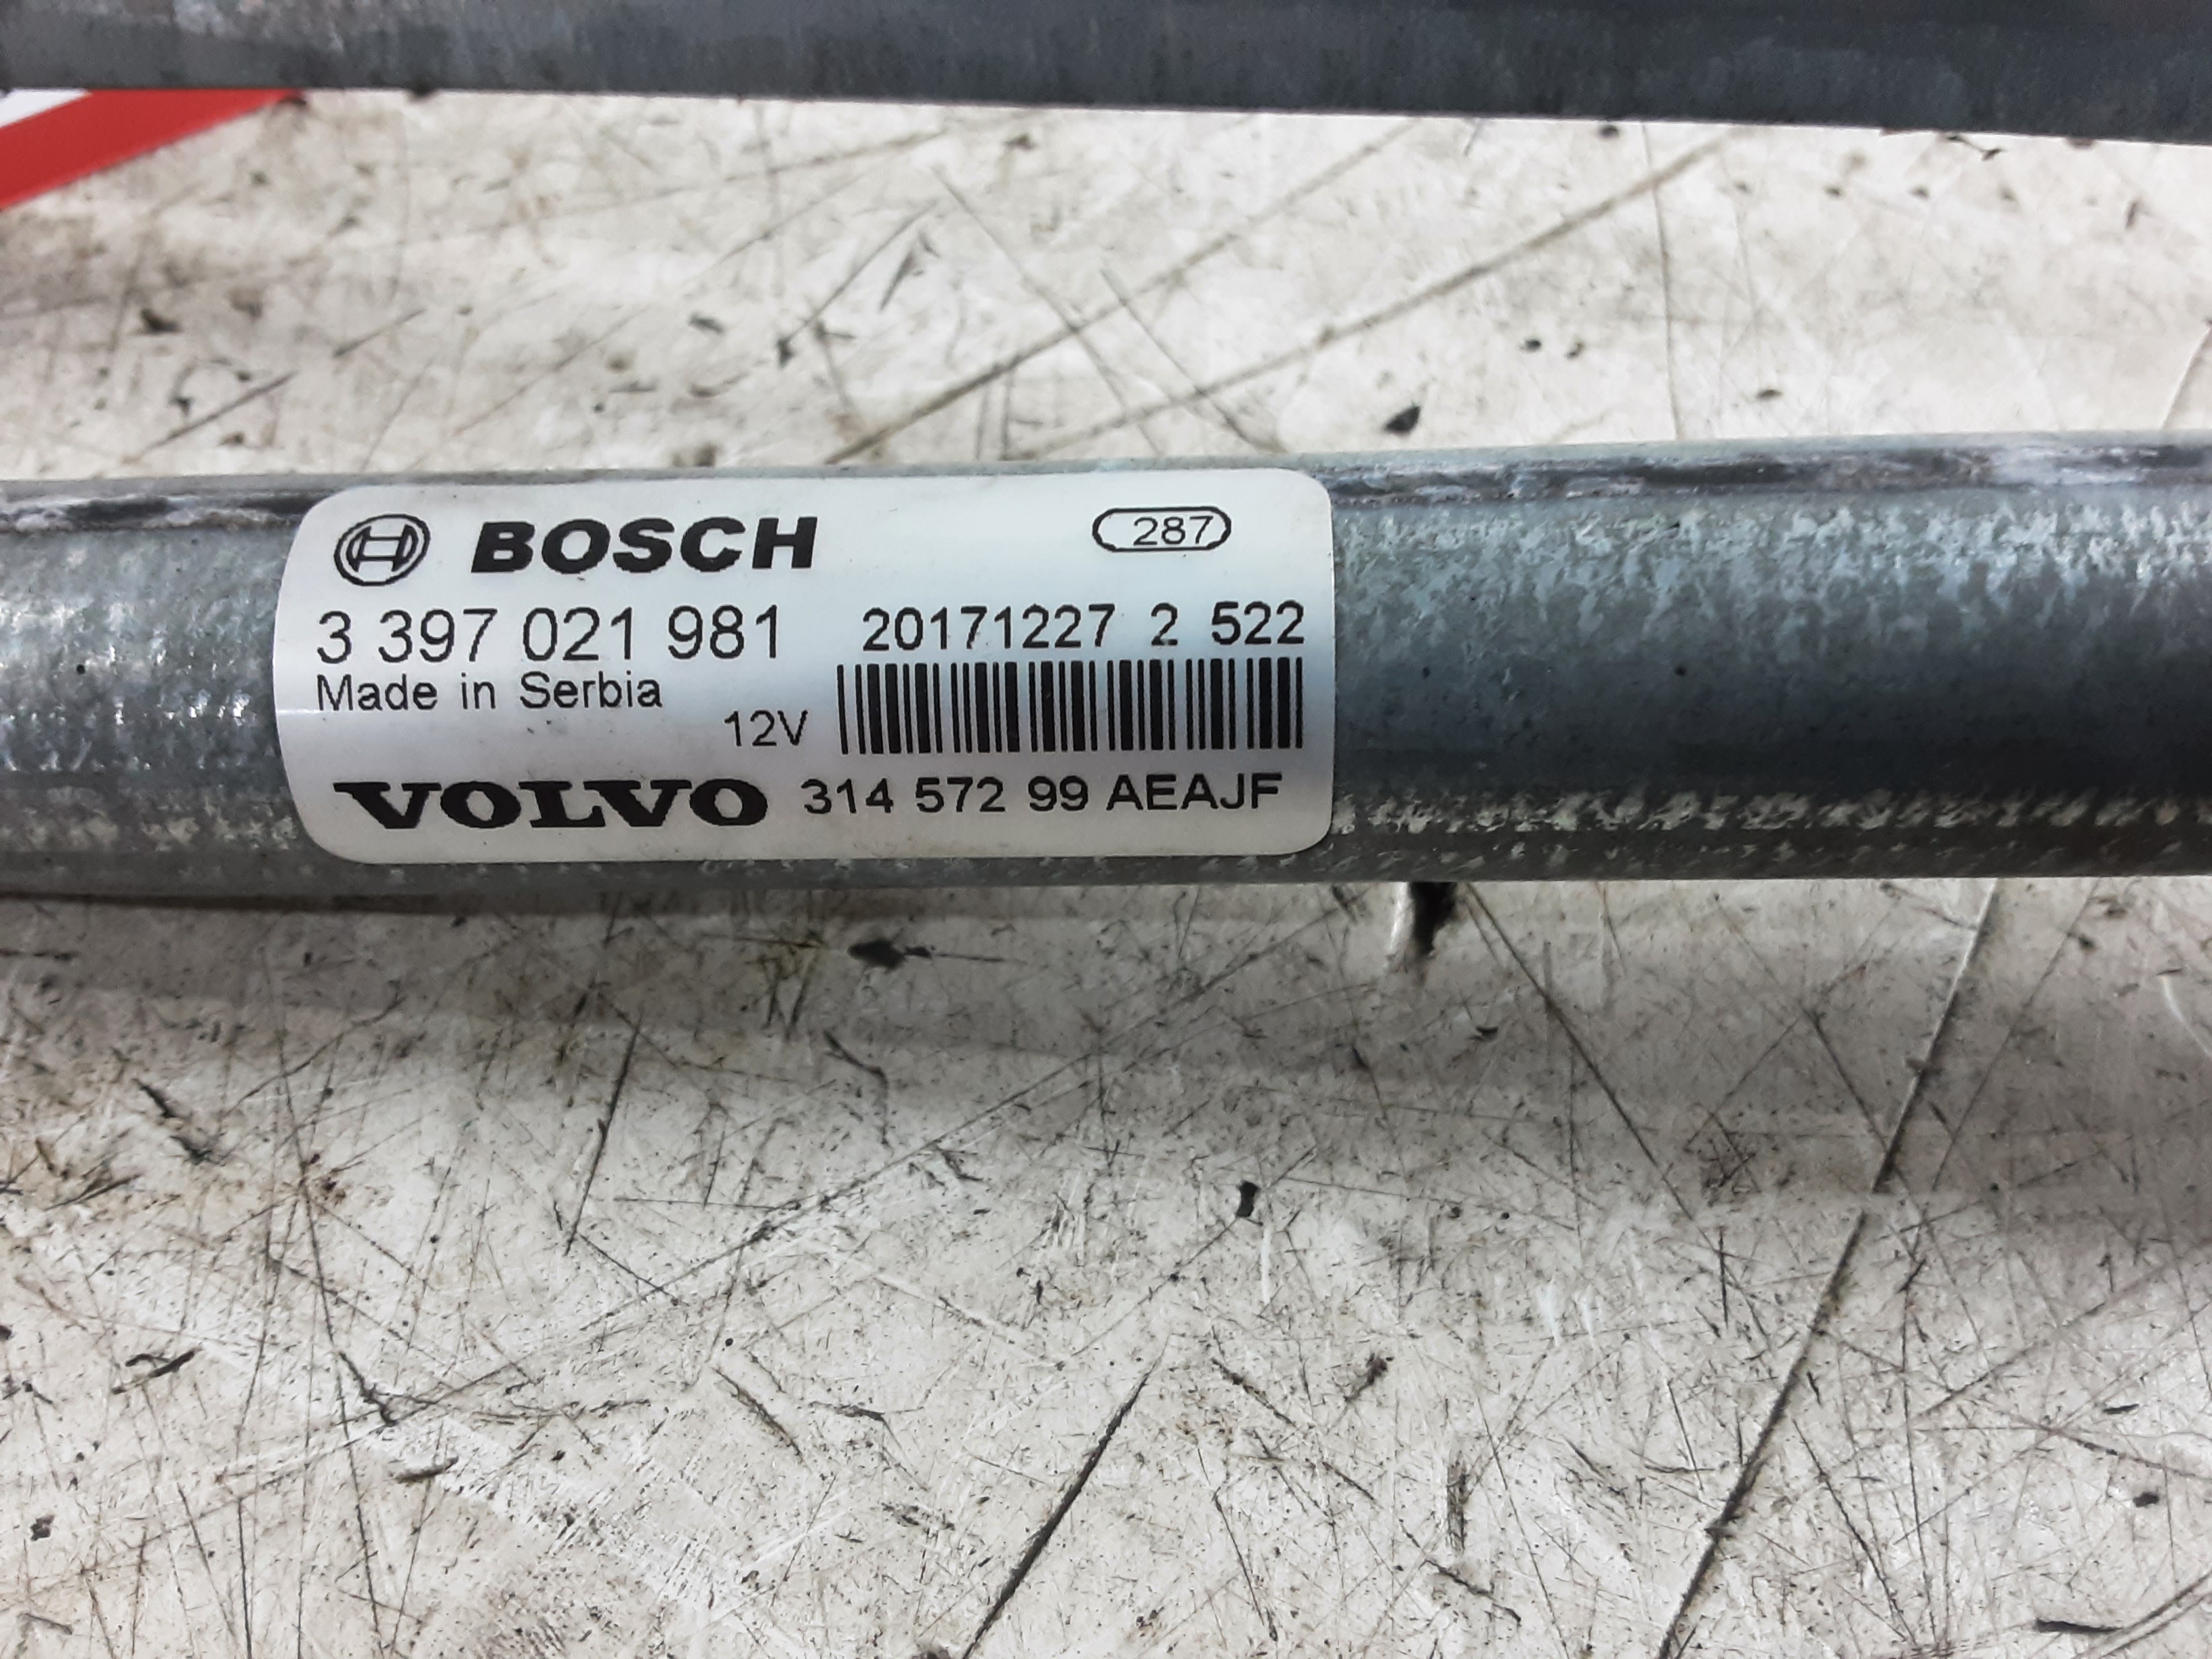 BOSCH 287
3 397 021 981 20171227 2 522
Made in Serbia
12V
VOLVO 314 572 99 AEAJF